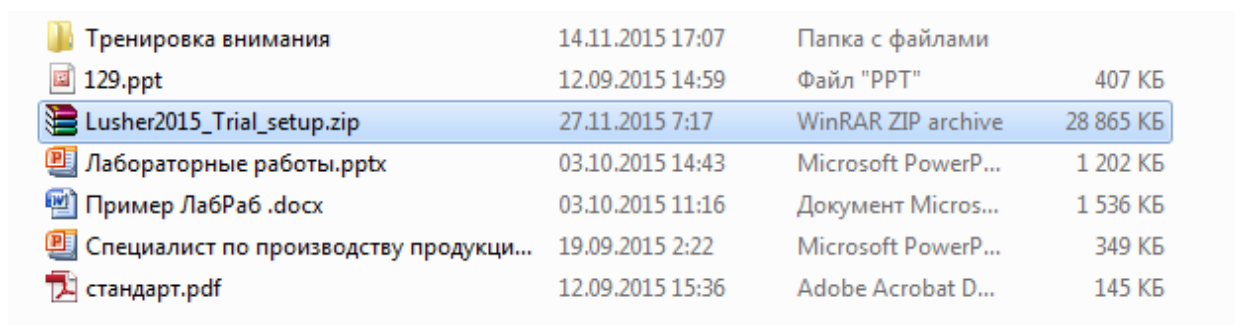 Тренировка внимания 14.11.2015 17:07 Папка с файлами
129.ppt 12.09.2015 14:59 Файл "PPT" 407 КБ
Lusher2015_Trial_setup.zip 27.11.2015 7:17 WinRAR ZIP archive 28 865 КБ
Лабораторные работы.pptx 03.10.2015 14:43 Microsoft PowerP... 1 202 КБ
Пример ЛабРаб .docx 03.10.2015 11:16 Документ Micros... 1 536 КБ
Специалист по производству продукци... 19.09.2015 2:22 Microsoft PowerP... 349 КБ
стандарт.pdf 12.09.2015 15:36 Adobe Acrobat D... 145 КБ